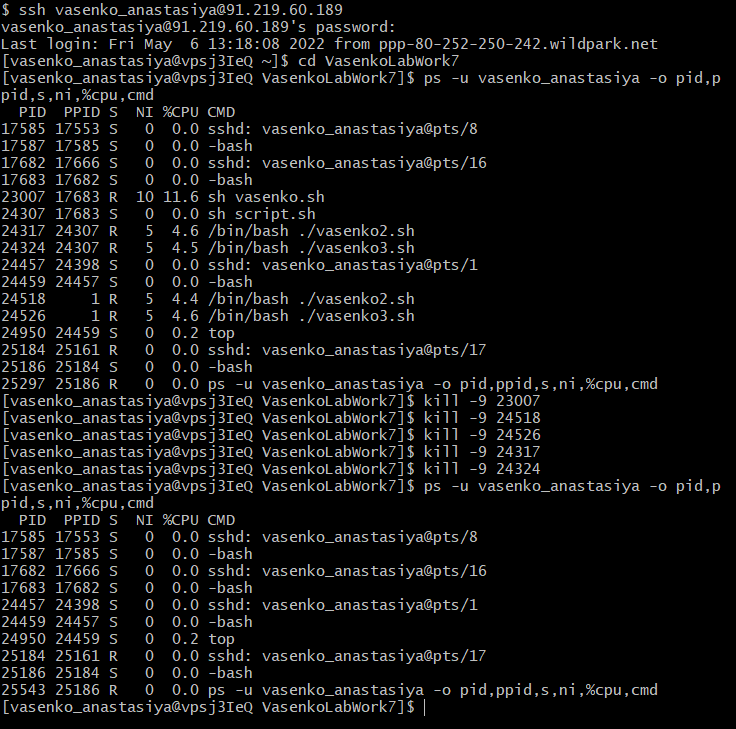 $ ssh vasenko_anastasiya@91.219.60.189
vasenko_anastasiya@91.219.60.189's password:
Last login: Fri May  6 13:18:08 2022 from ppp-80-252-250-242.wildpark.net
[vasenko_anastasiya@vpsj3IeQ ~]$ cd VasenkoLabWork7
[vasenko_anastasiya@vpsj3IeQ VasenkoLabWork7]$ ps -u vasenko_anastasiya -o pid,p
pid,s,ni,%cpu,cmd
  PID  PPID S  NI %CPU CMD
17585 17553 S   0  0.0 sshd: vasenko_anastasiya@pts/8
17587 17585 S   0  0.0 -bash
17682 17666 S   0  0.0 sshd: vasenko_anastasiya@pts/16
17683 17682 S   0  0.0 -bash
23007 17683 R  10 11.6 sh vasenko.sh
24307 17683 S   0  0.0 sh script.sh
24317 24307 R   5  4.6 /bin/bash ./vasenko2.sh
24324 24307 R   5  4.5 /bin/bash ./vasenko3.sh
24457 24398 S   0  0.0 sshd: vasenko_anastasiya@pts/1
24459 24457 S   0  0.0 -bash
24518     1 R   5  4.4 /bin/bash ./vasenko2.sh
24526     1 R   5  4.6 /bin/bash ./vasenko3.sh
24950 24459 S   0  0.2 top
25184 25161 R   0  0.0 sshd: vasenko_anastasiya@pts/17
25186 25184 S   0  0.0 -bash
25297 25186 R   0  0.0 ps -u vasenko_anastasiya -o pid,ppid,s,ni,%cpu,cmd
[vasenko_anastasiya@vpsj3IeQ VasenkoLabWork7]$ kill -9 23007
[vasenko_anastasiya@vpsj3IeQ VasenkoLabWork7]$ kill -9 24518
[vasenko_anastasiya@vpsj3IeQ VasenkoLabWork7]$ kill -9 24526
[vasenko_anastasiya@vpsj3IeQ VasenkoLabWork7]$ kill -9 24317
[vasenko_anastasiya@vpsj3IeQ VasenkoLabWork7]$ kill -9 24324
[vasenko_anastasiya@vpsj3IeQ VasenkoLabWork7]$ ps -u vasenko_anastasiya -o pid,p
pid,s,ni,%cpu,cmd
  PID  PPID S  NI %CPU CMD
17585 17553 S   0  0.0 sshd: vasenko_anastasiya@pts/8
17587 17585 S   0  0.0 -bash
17682 17666 S   0  0.0 sshd: vasenko_anastasiya@pts/16
17683 17682 S   0  0.0 -bash
24457 24398 S   0  0.0 sshd: vasenko_anastasiya@pts/1
24459 24457 S   0  0.0 -bash
24950 24459 S   0  0.2 top
25184 25161 R   0  0.0 sshd: vasenko_anastasiya@pts/17
25186 25184 S   0  0.0 -bash
25543 25186 R   0  0.0 ps -u vasenko_anastasiya -o pid,ppid,s,ni,%cpu,cmd
[vasenko_anastasiya@vpsj3IeQ VasenkoLabWork7]$